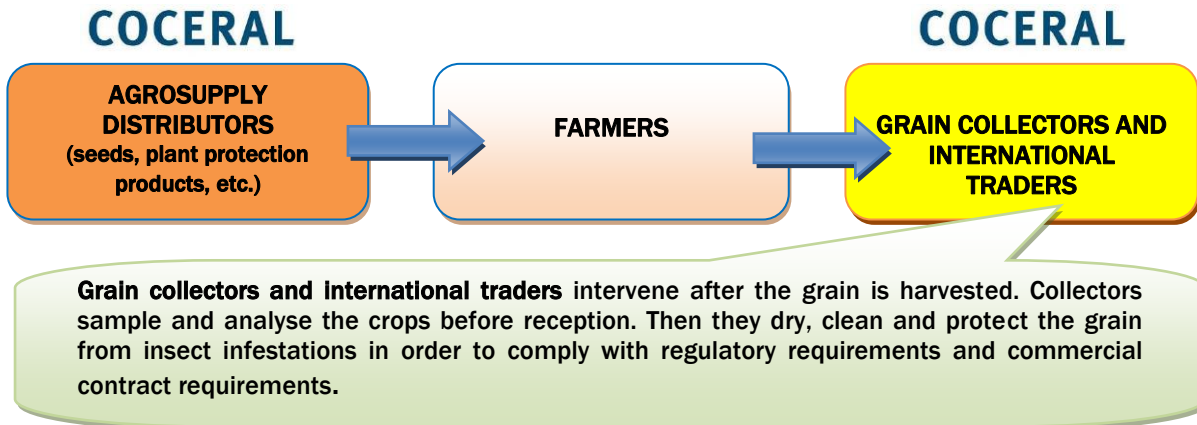 COCERAL
COCERAL
AGROSUPPLY
DISTRIBUTORS
(seeds, plant protection
products, etc.)
FARMERS
GRAIN COLLECTORS AND
INTERNATIONAL
TRADERS
Grain collectors and international traders intervene after the grain is harvested. Collectors
sample and analyse the crops before reception. Then they dry, clean and protect the grain
from insect infestations in order to comply with regulatory requirements and commercial
contract requirements.